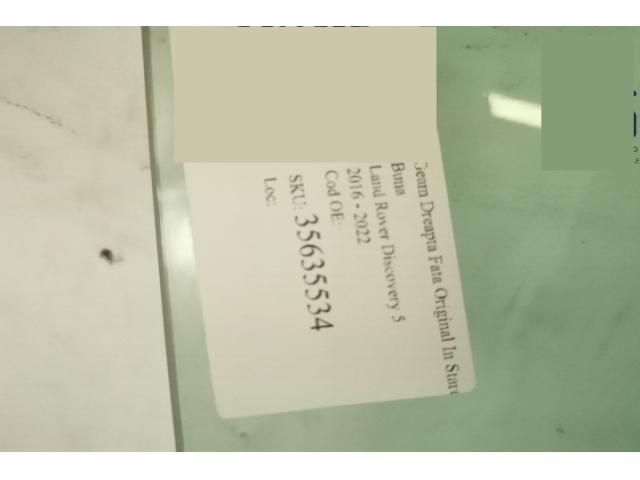 Geam Dreapta Fata Original In Stare
Buna
Land Rover Discovery 5
2016 - 2022
Cod OE:
SKU: 35635534
Loc: